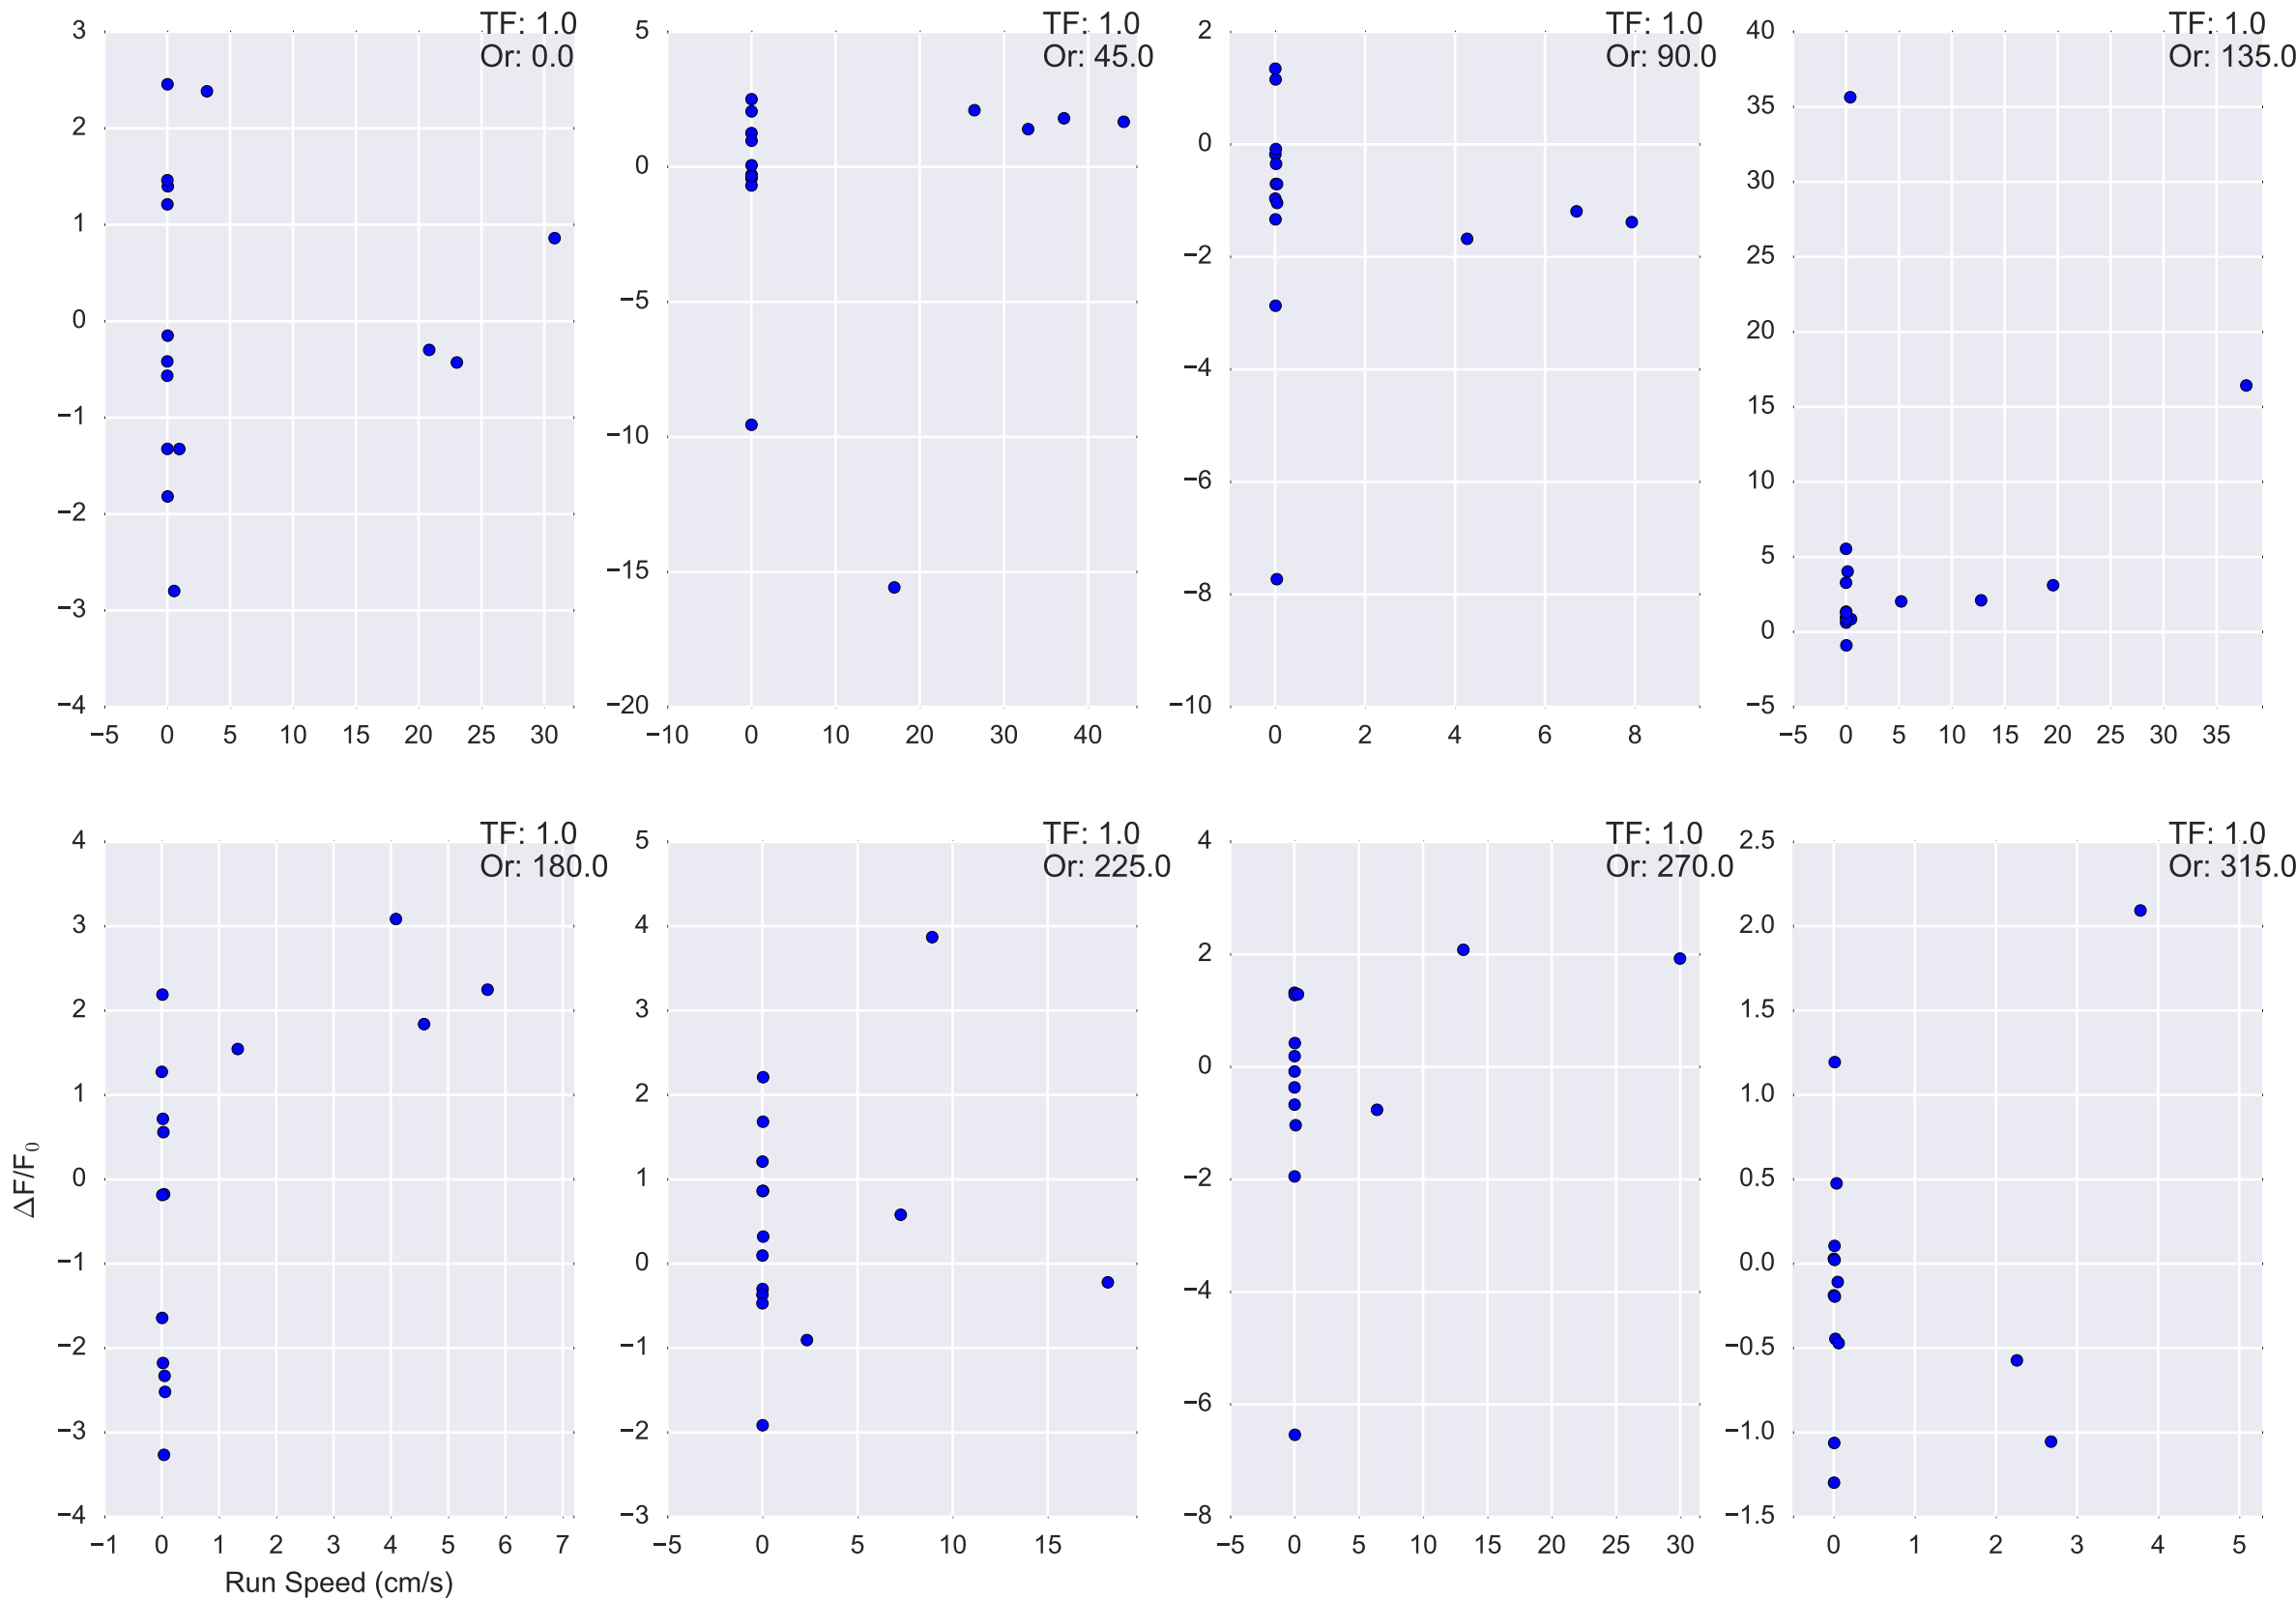 TF: 1.0
Or: 0.0
3
2
1
0
−1
−2
−3
−4
−5 0 5 10 15 20 25 30
TF: 1.0
Or: 45.0
5
0
−5
−10
−15
−20
−10 0 10 20 30 40
TF: 1.0
Or: 90.0
2
0
−2
−4
−6
−8
−10
0 2 4 6 8
TF: 1.0
Or: 135.0
40
35
30
25
20
15
10
5
0
−5
−5 0 5 10 15 20 25 30 35
TF: 1.0
Or: 180.0
4
3
2
1
0
−1
−2
−3
−4
ΔF/F₀
−1 0 1 2 3 4 5 6 7
Run Speed (cm/s)
TF: 1.0
Or: 225.0
5
4
3
2
1
0
−1
−2
−3
−5 0 5 10 15
TF: 1.0
Or: 270.0
4
2
0
−2
−4
−6
−8
−5 0 5 10 15 20 25 30
TF: 1.0
Or: 315.0
2.5
2.0
1.5
1.0
0.5
0.0
−0.5
−1.0
−1.5
0 1 2 3 4 5